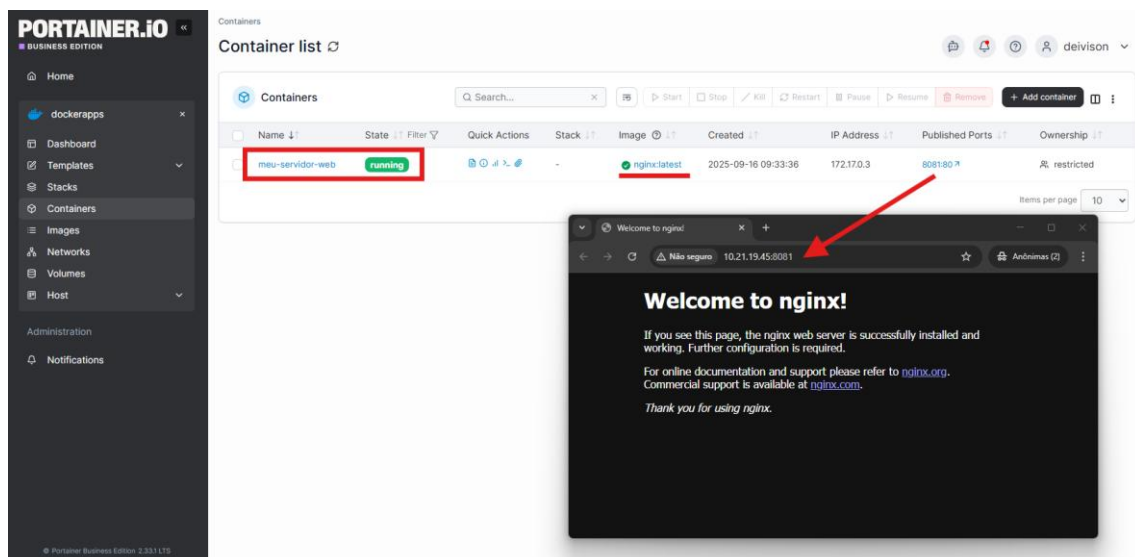 PORTAINER.iO
BUSINESS EDITION
Home
dockerapps
Dashboard
Templates
Stacks
Containers
Images
Networks
Volumes
Host
Administration
Notifications
© Portainer Business Edition 2.33.1 LTS
Containers
Container list
deivison
Containers
Search...
Start Stop Kill Restart Pause Resume Remove + Add container
Name State Filter Quick Actions Stack Image Created IP Address Published Ports Ownership
meu-servidor-web running - nginx:latest 2025-09-16 09:33:36 172.17.0.3 8081:80 restricted
Items per page 10
Welcome to nginx!
Não seguro 10.21.19.45:8081 Anônimas (2)
Welcome to nginx!
If you see this page, the nginx web server is successfully installed and
working. Further configuration is required.
For online documentation and support please refer to nginx.org.
Commercial support is available at nginx.com.
Thank you for using nginx.